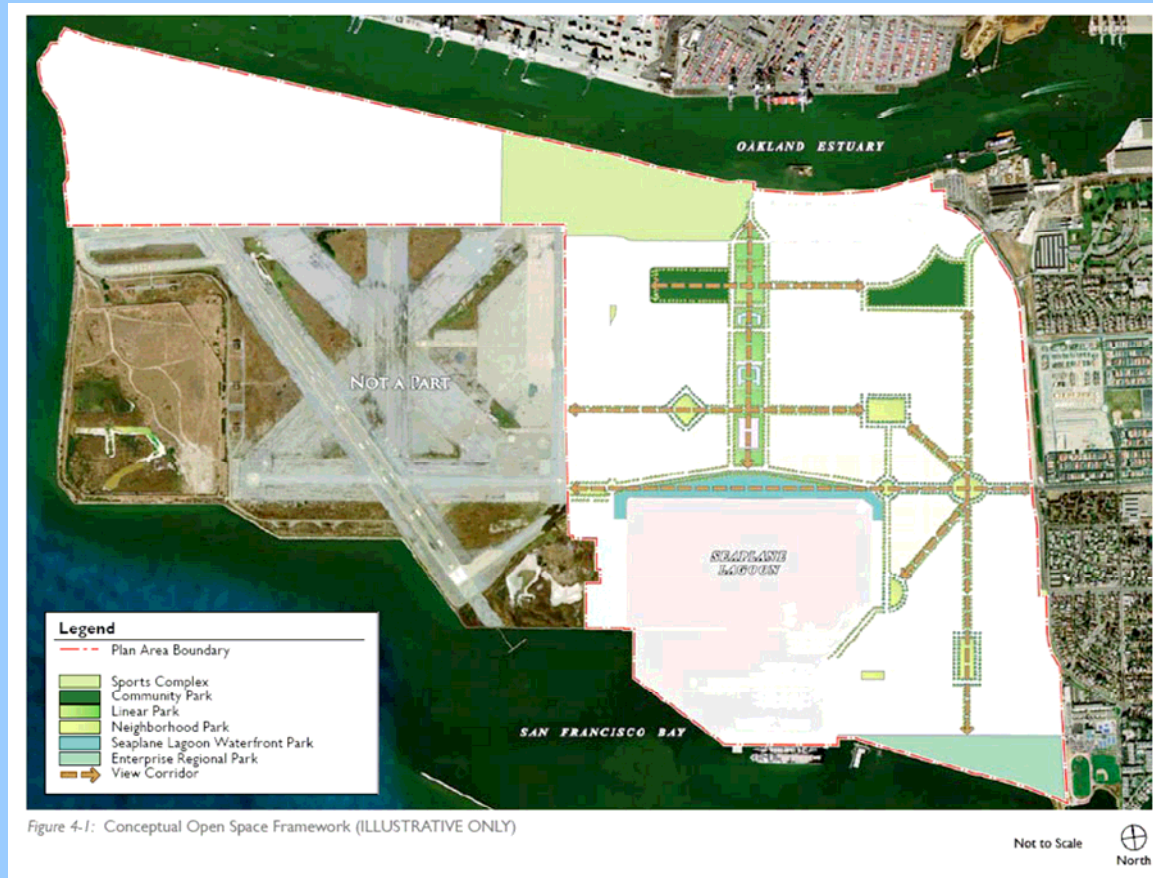 OAKLAND ESTUARY
NOT A PART
SEAPLANE
LAGOON
SAN FRANCISCO BAY
Legend
Plan Area Boundary
Sports Complex
Community Park
Linear Park
Neighborhood Park
Seaplane Lagoon Waterfront Park
Enterprise Regional Park
View Corridor
Figure 4-1: Conceptual Open Space Framework (ILLUSTRATIVE ONLY)
Not to Scale
North